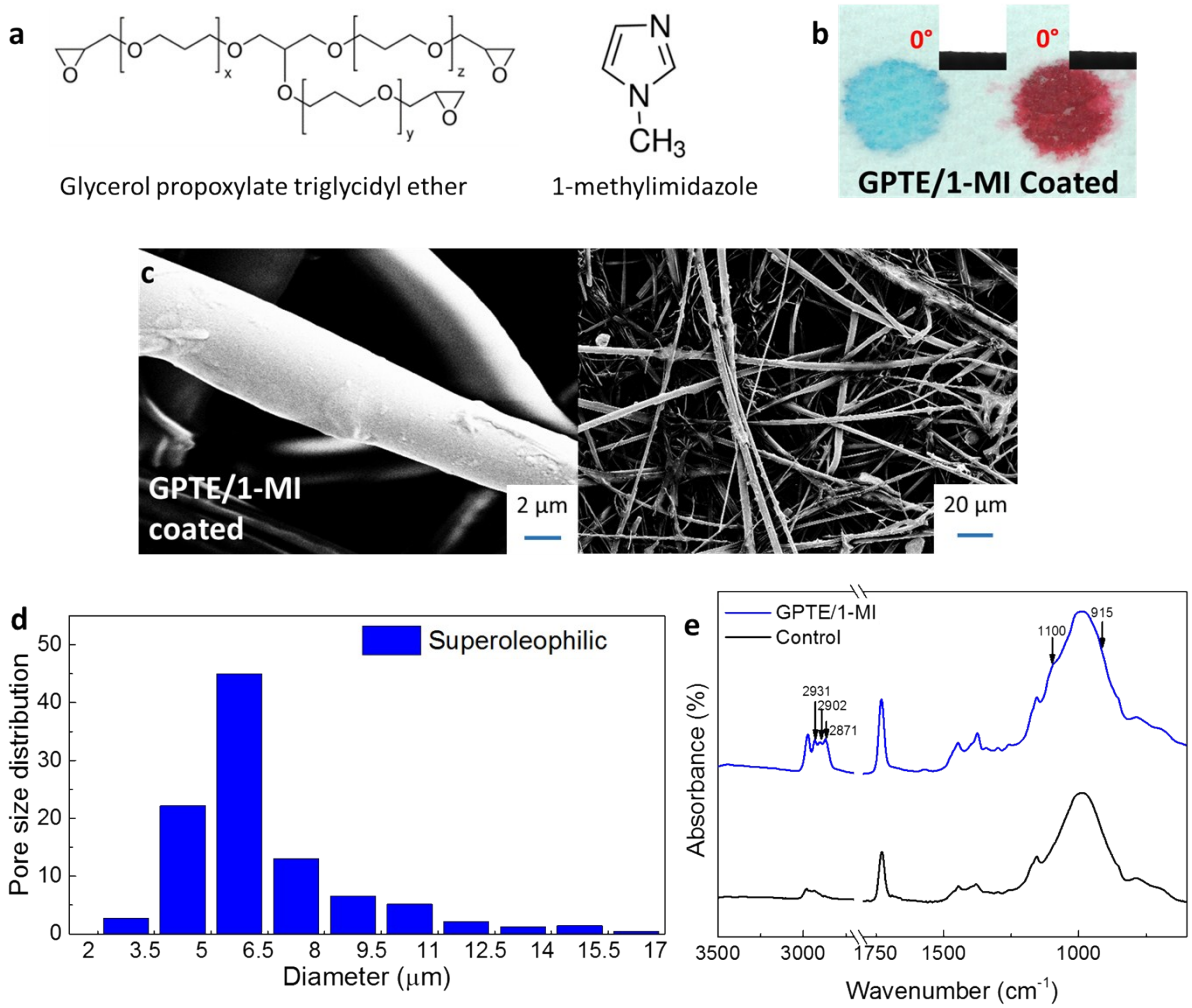 a
O
O
O
O
O
O
O
O
O
O
x
z
y
N
N
CH₃
Glycerol propoxylate triglycidyl ether
1-methylimidazole
b
0°
0°
GPTE/1-MI Coated
c
GPTE/1-MI
coated
2 µm
20 µm
d
Superoleophilic
Pore size distribution
50
40
30
20
10
0
2 3.5 5 6.5 8 9.5 11 12.5 14 15.5 17
Diameter (µm)
e
GPTE/1-MI
Control
2931
2902
2871
1100
915
Absorbance (%)
3500 3000 1750 1500 1000
Wavenumber (cm⁻¹)